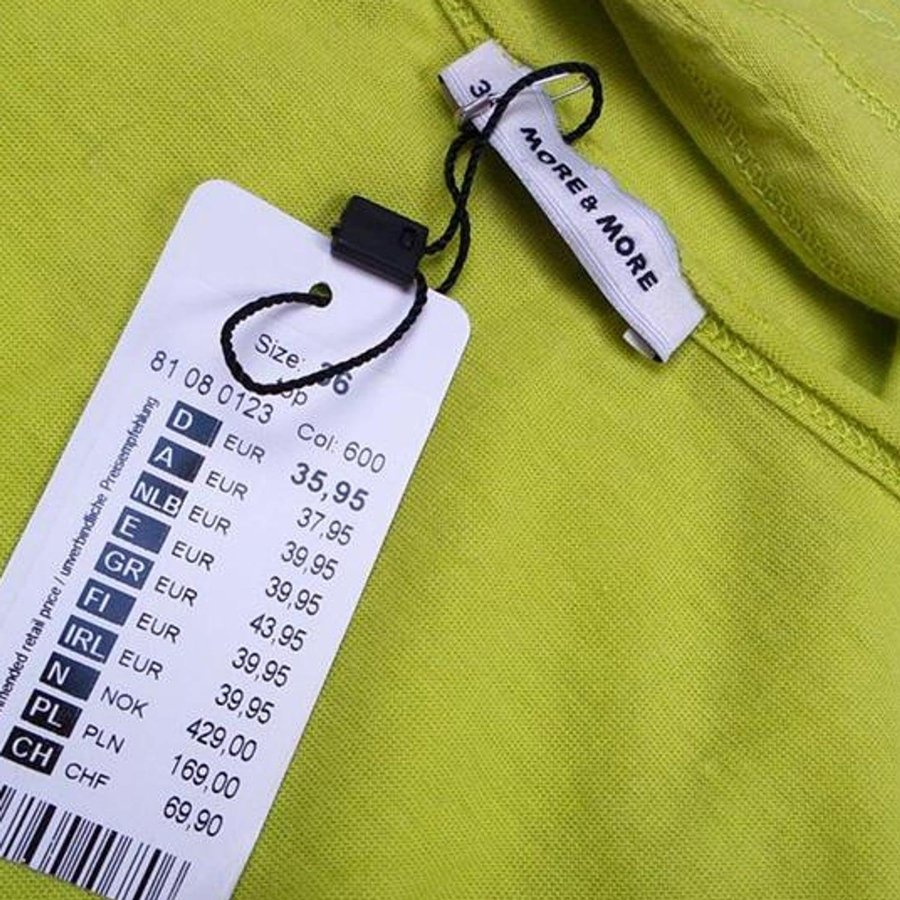 MORE & MORE
Size: 36
81 08 0123
Col: 600
D EUR 35,95
A EUR 37,95
NLB EUR 39,95
E EUR 39,95
GR EUR 43,95
FI EUR 39,95
IRL EUR 39,95
N NOK 429,00
PL PLN 169,00
CH CHF 69,90
retail price / unverbindliche Preisempfehlung